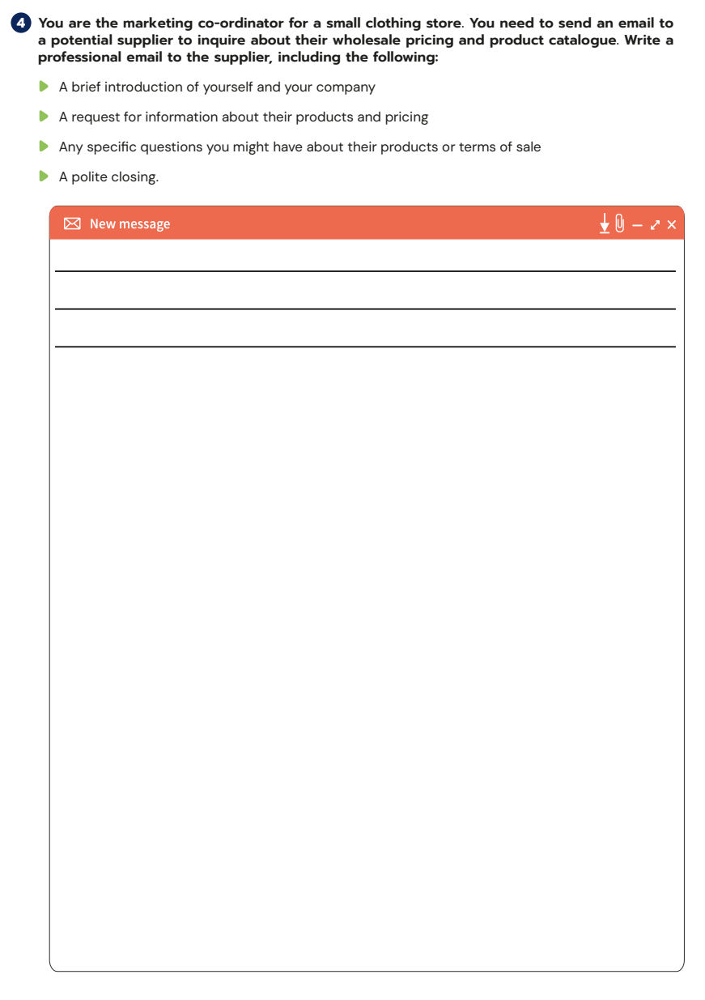 4 You are the marketing co-ordinator for a small clothing store. You need to send an email to
a potential supplier to inquire about their wholesale pricing and product catalogue. Write a
professional email to the supplier, including the following:
A brief introduction of yourself and your company
A request for information about their products and pricing
Any specific questions you might have about their products or terms of sale
A polite closing.
New message